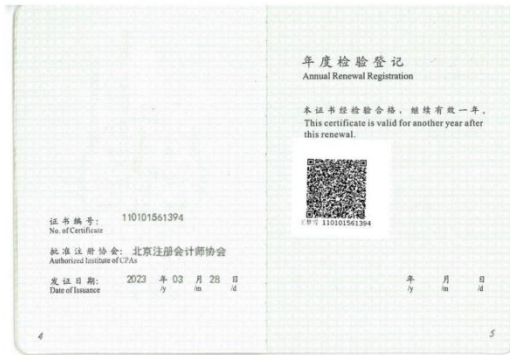 证书编号： 110101561394
No. of Certificate
批准注册协会：北京注册会计师协会
Authorized Institute of CPAs
发证日期： 2023 年 03 月 28 日
Date of Issuance /y /m /d
4
年度检验登记
Annual Renewal Registration
本证书经检验合格，继续有效一年。
This certificate is valid for another year after
this renewal.
110101561394
年 月 日
/y /m /d
5